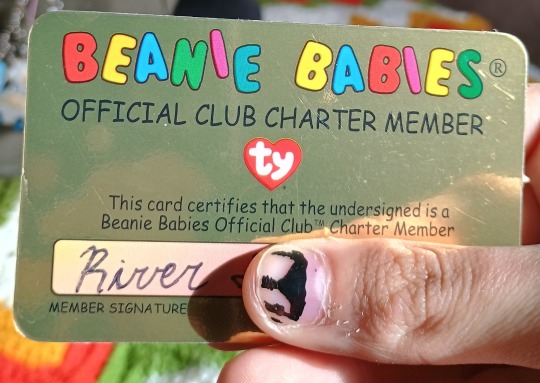 BEANIE BABIES®
OFFICIAL CLUB CHARTER MEMBER
ty
This card certifies that the undersigned is a
Beanie Babies Official Club™ Charter Member
River
MEMBER SIGNATURE